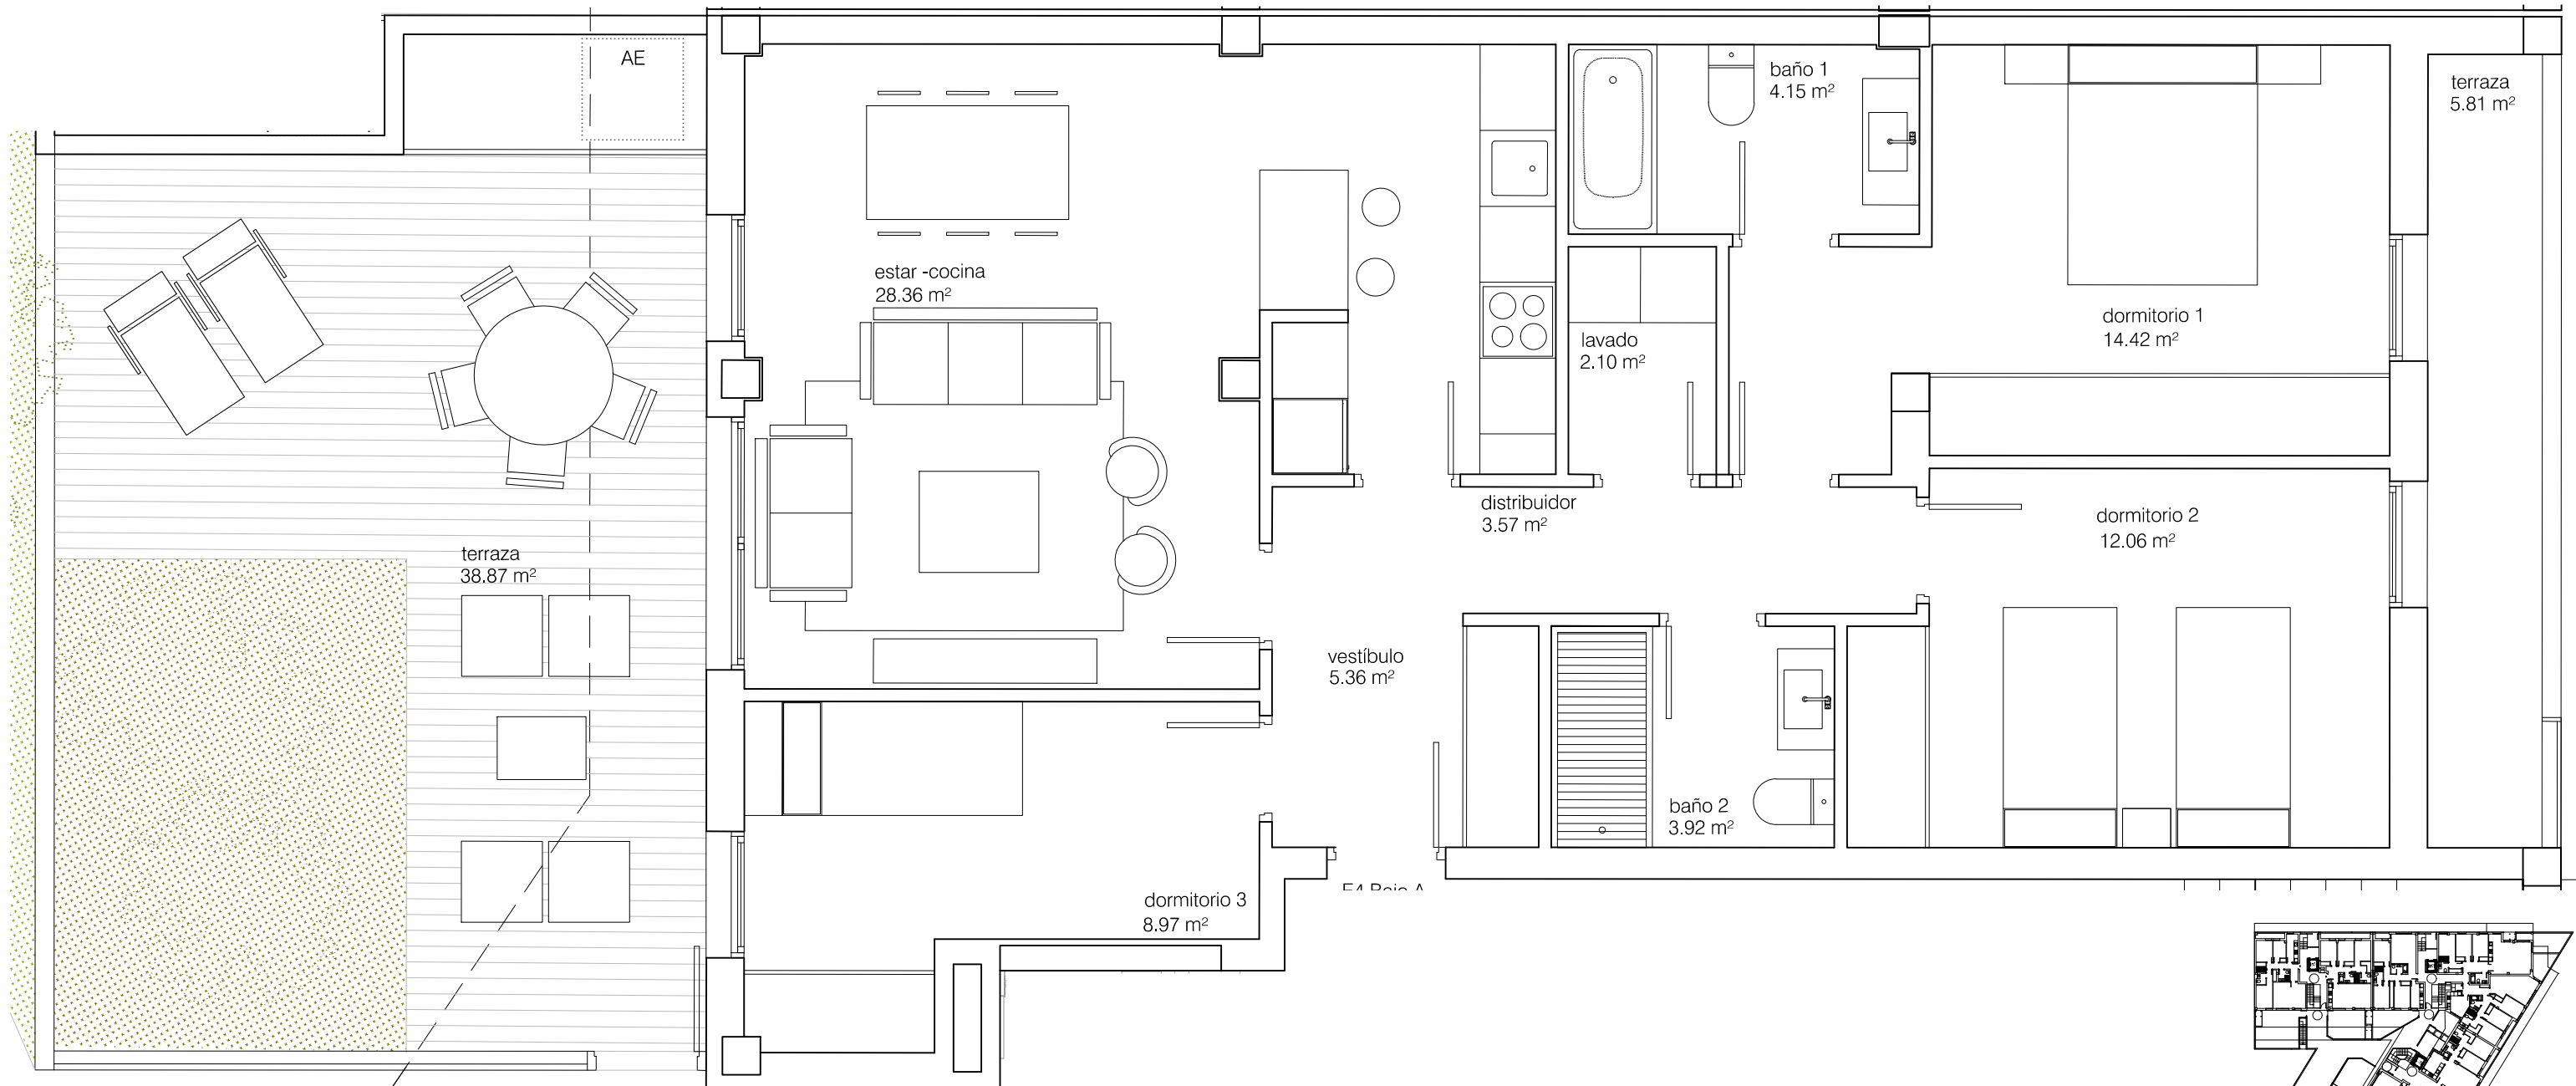 AE
baño 1
4.15 m²
terraza
5.81 m²
estar -cocina
28.36 m²
lavado
2.10 m²
dormitorio 1
14.42 m²
distribuidor
3.57 m²
dormitorio 2
12.06 m²
terraza
38.87 m²
vestíbulo
5.36 m²
baño 2
3.92 m²
dormitorio 3
8.97 m²